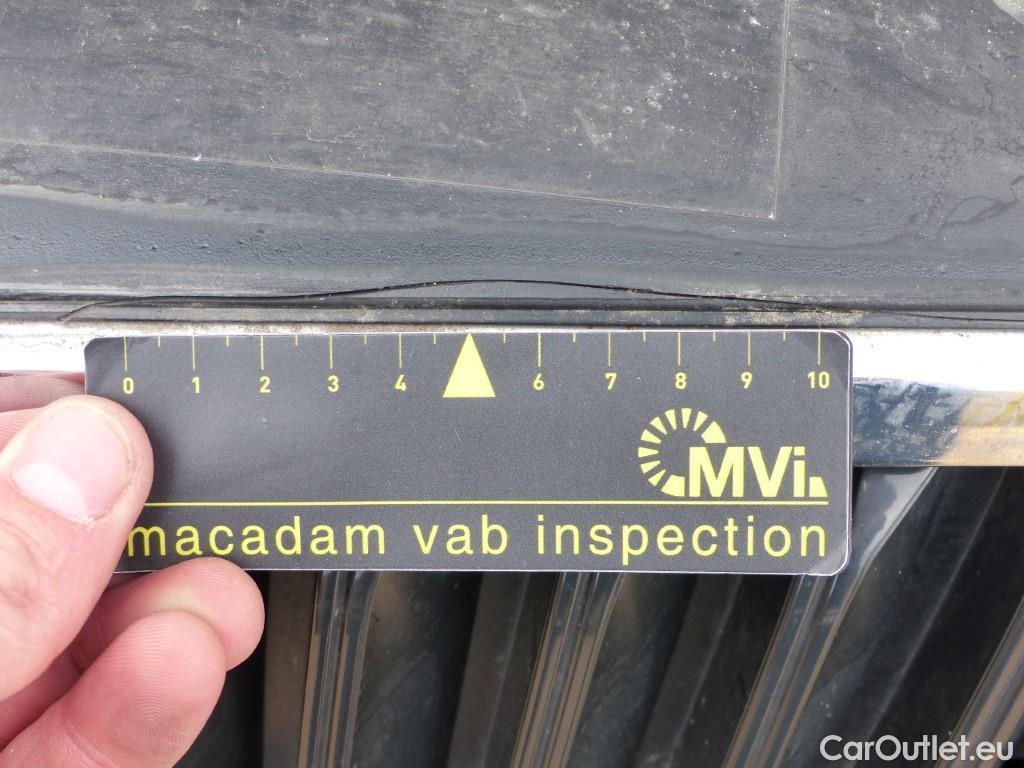 0 1 2 3 4 6 7 8 9 10
MVi
macadam vab inspection
CarOutlet.eu